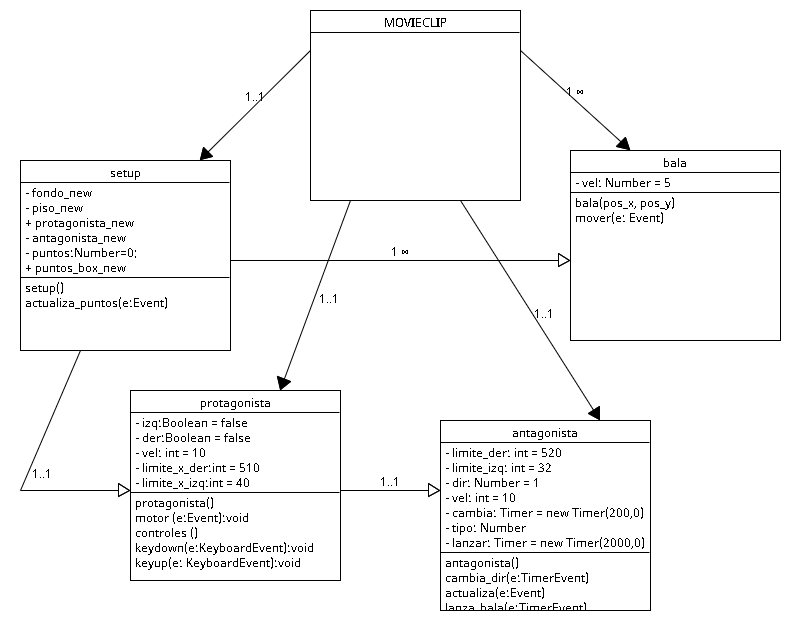 MOVIECLIP
1..1
1 ∞
setup
- fondo_new
- piso_new
+ protagonista_new
- antagonista_new
- puntos:Number=0;
+ puntos_box_new
setup()
actualiza_puntos(e:Event)
bala
- vel: Number = 5
bala(pos_x, pos_y)
mover(e: Event)
1 ∞
1..1
1..1
1..1
protagonista
- izq:Boolean = false
- der:Boolean = false
- vel: int = 10
- limite_x_der:int = 510
- limite_x_izq:int = 40
protagonista()
motor (e:Event):void
controles ()
keydown(e:KeyboardEvent):void
keyup(e: KeyboardEvent):void
1..1
antagonista
- limite_der: int = 520
- limite_izq: int = 32
- dir: Number = 1
- vel: int = 10
- cambia: Timer = new Timer(200,0)
- tipo: Number
- lanzar: Timer = new Timer(2000,0)
antagonista()
cambia_dir(e:TimerEvent)
actualiza(e:Event)
lanza_bala(e:TimerEvent)